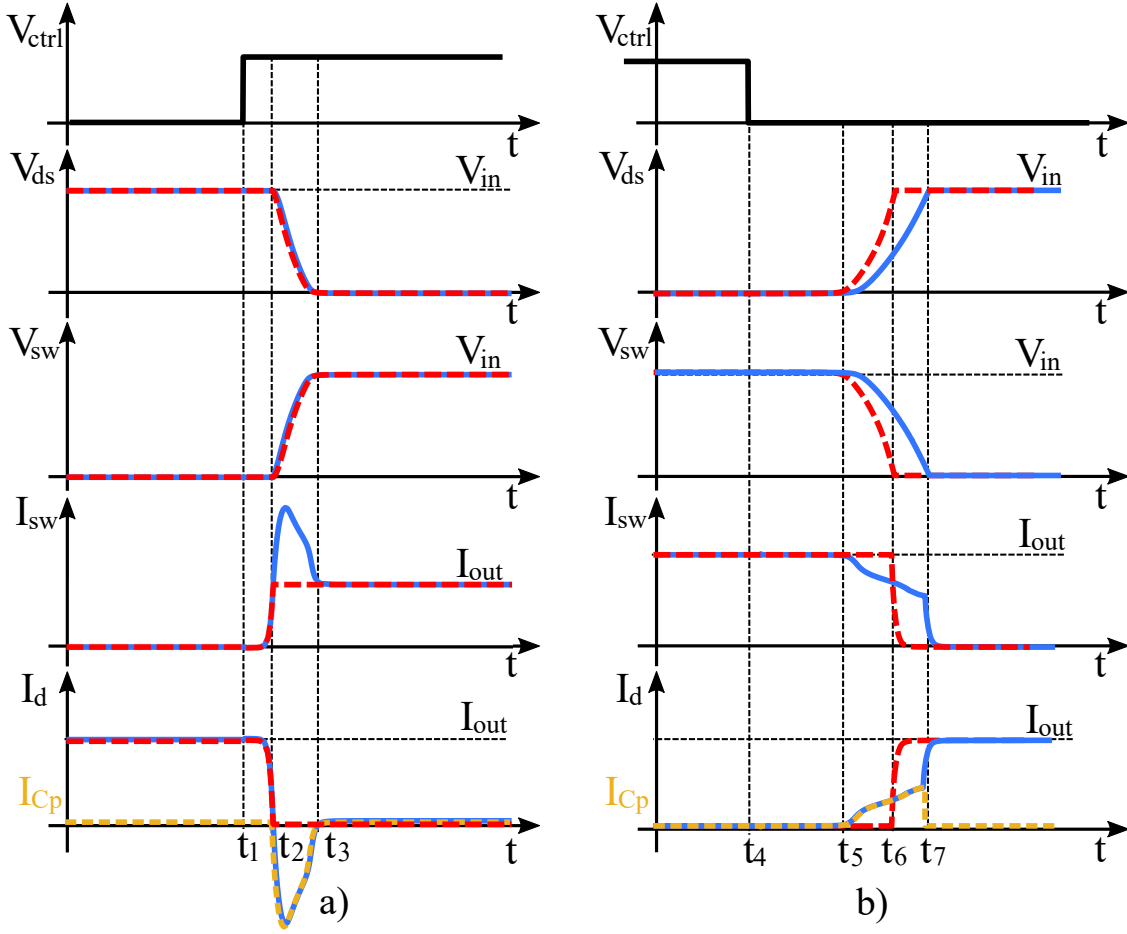 V_ctrl
t
V_ds
V_in
t
V_sw
V_in
t
I_sw
I_out
t
I_d
I_out
I_Cp
t_1 t_2 t_3 t
a)
V_ctrl
t
V_ds
V_in
t
V_sw
V_in
t
I_sw
I_out
t
I_d
I_out
I_Cp
t_4 t_5 t_6 t_7 t
b)